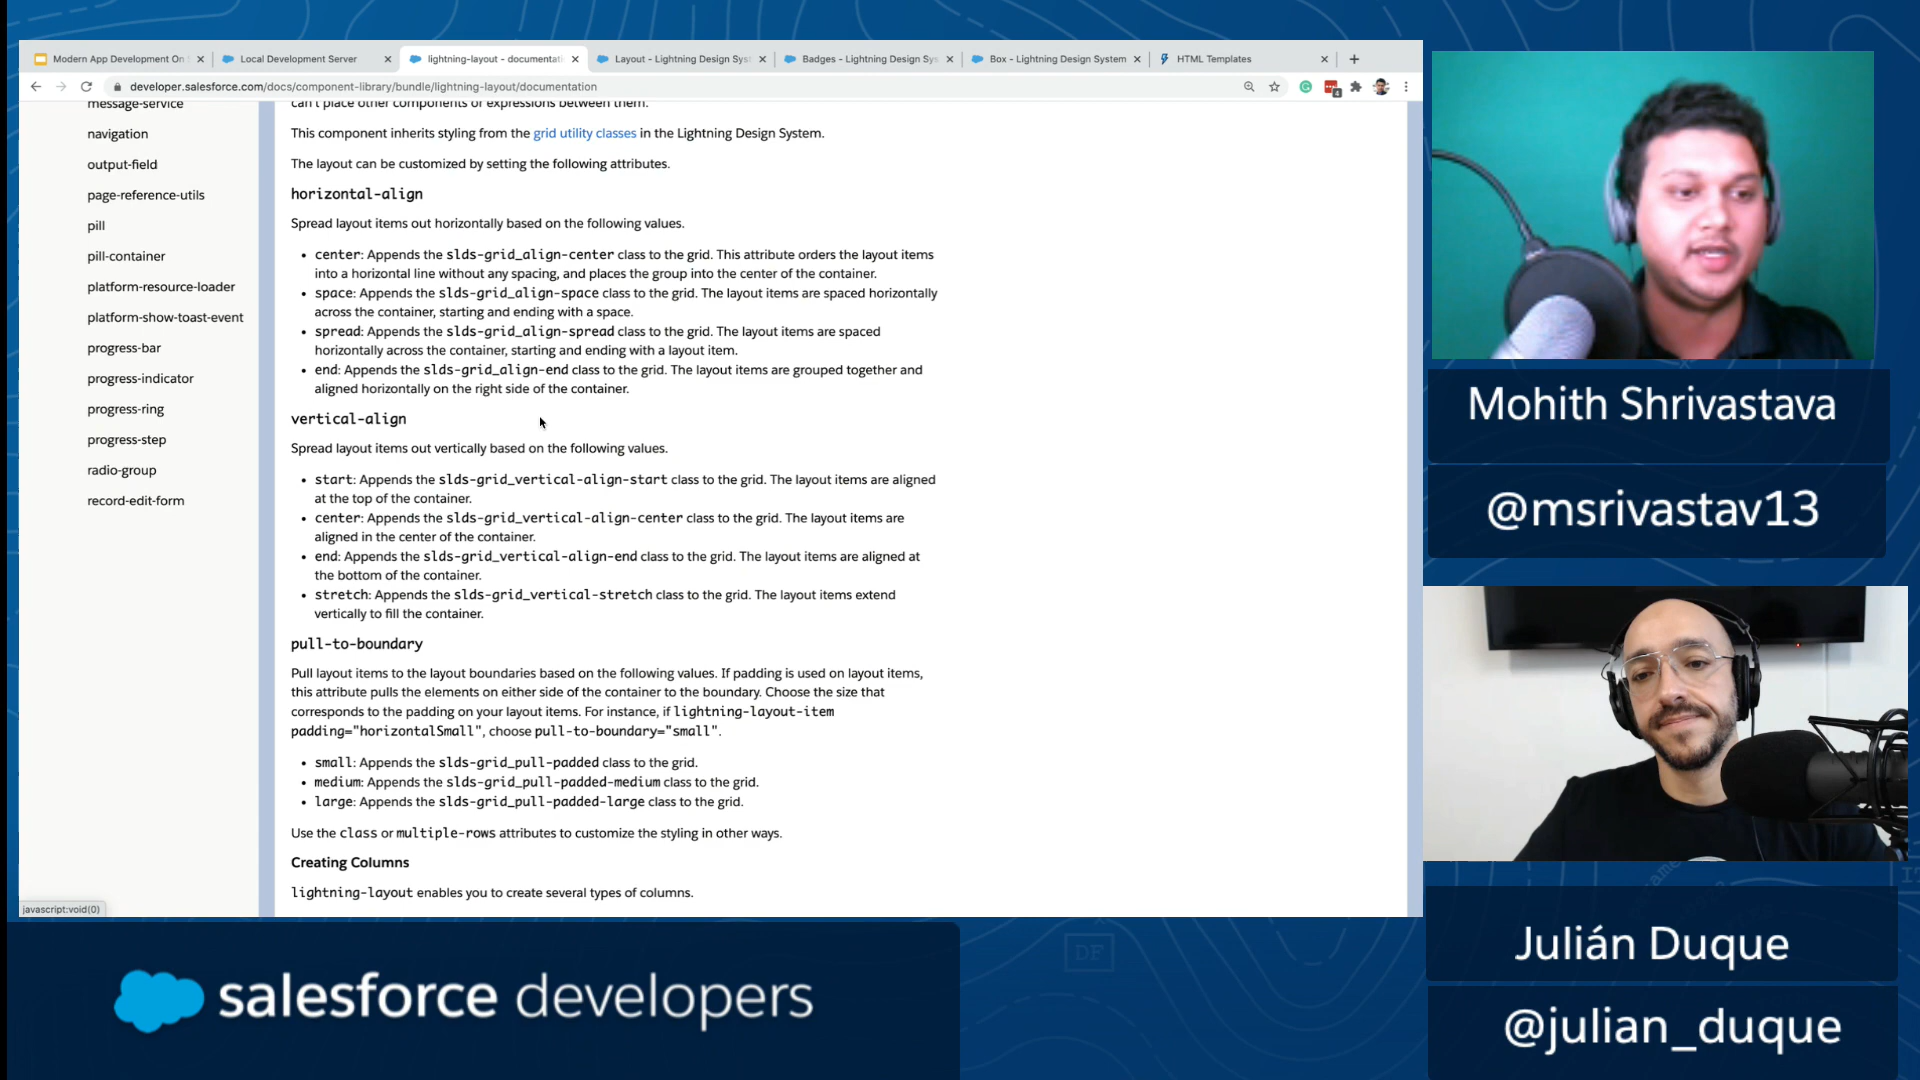 Modern App Development On
Local Development Server
lightning-layout - documentati
Layout - Lightning Design Sys
Badges - Lightning Design Sy
Box - Lightning Design System
HTML Templates
developer.salesforce.com/docs/component-library/bundle/lightning-layout/documentation
message-service
navigation
output-field
page-reference-utils
pill
pill-container
platform-resource-loader
platform-show-toast-event
progress-bar
progress-indicator
progress-ring
progress-step
radio-group
record-edit-form
can't place other components or expressions between them.
This component inherits styling from the grid utility classes in the Lightning Design System.
The layout can be customized by setting the following attributes.
horizontal-align
Spread layout items out horizontally based on the following values.
• center: Appends the slds-grid_align-center class to the grid. This attribute orders the layout items
into a horizontal line without any spacing, and places the group into the center of the container.
• space: Appends the slds-grid_align-space class to the grid. The layout items are spaced horizontally
across the container, starting and ending with a space.
• spread: Appends the slds-grid_align-spread class to the grid. The layout items are spaced
horizontally across the container, starting and ending with a layout item.
• end: Appends the slds-grid_align-end class to the grid. The layout items are grouped together and
aligned horizontally on the right side of the container.
vertical-align
Spread layout items out vertically based on the following values.
• start: Appends the slds-grid_vertical-align-start class to the grid. The layout items are aligned
at the top of the container.
• center: Appends the slds-grid_vertical-align-center class to the grid. The layout items are
aligned in the center of the container.
• end: Appends the slds-grid_vertical-align-end class to the grid. The layout items are aligned at
the bottom of the container.
• stretch: Appends the slds-grid_vertical-stretch class to the grid. The layout items extend
vertically to fill the container.
pull-to-boundary
Pull layout items to the layout boundaries based on the following values. If padding is used on layout items,
this attribute pulls the elements on either side of the container to the boundary. Choose the size that
corresponds to the padding on your layout items. For instance, if lightning-layout-item
padding="horizontalSmall", choose pull-to-boundary="small".
• small: Appends the slds-grid_pull-padded class to the grid.
• medium: Appends the slds-grid_pull-padded-medium class to the grid.
• large: Appends the slds-grid_pull-padded-large class to the grid.
Use the class or multiple-rows attributes to customize the styling in other ways.
Creating Columns
lightning-layout enables you to create several types of columns.
javascript:void(0)
Mohith Shrivastava
@msrivastav13
Julián Duque
@julian_duque
salesforce developers
DF